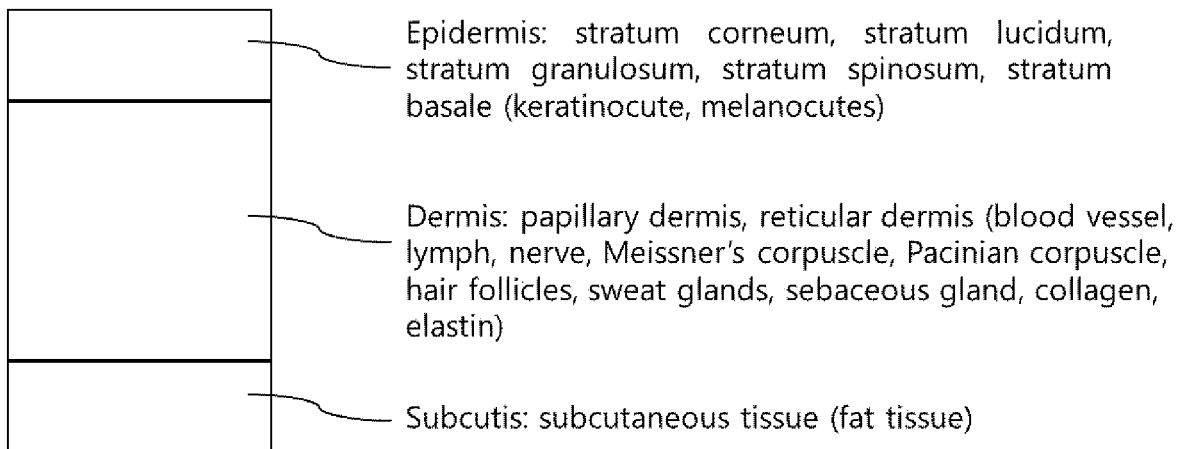 Epidermis: stratum corneum, stratum lucidum,
stratum granulosum, stratum spinosum, stratum
basale (keratinocute, melanocutes)
Dermis: papillary dermis, reticular dermis (blood vessel,
lymph, nerve, Meissner's corpuscle, Pacinian corpuscle,
hair follicles, sweat glands, sebaceous gland, collagen,
elastin)
Subcutis: subcutaneous tissue (fat tissue)